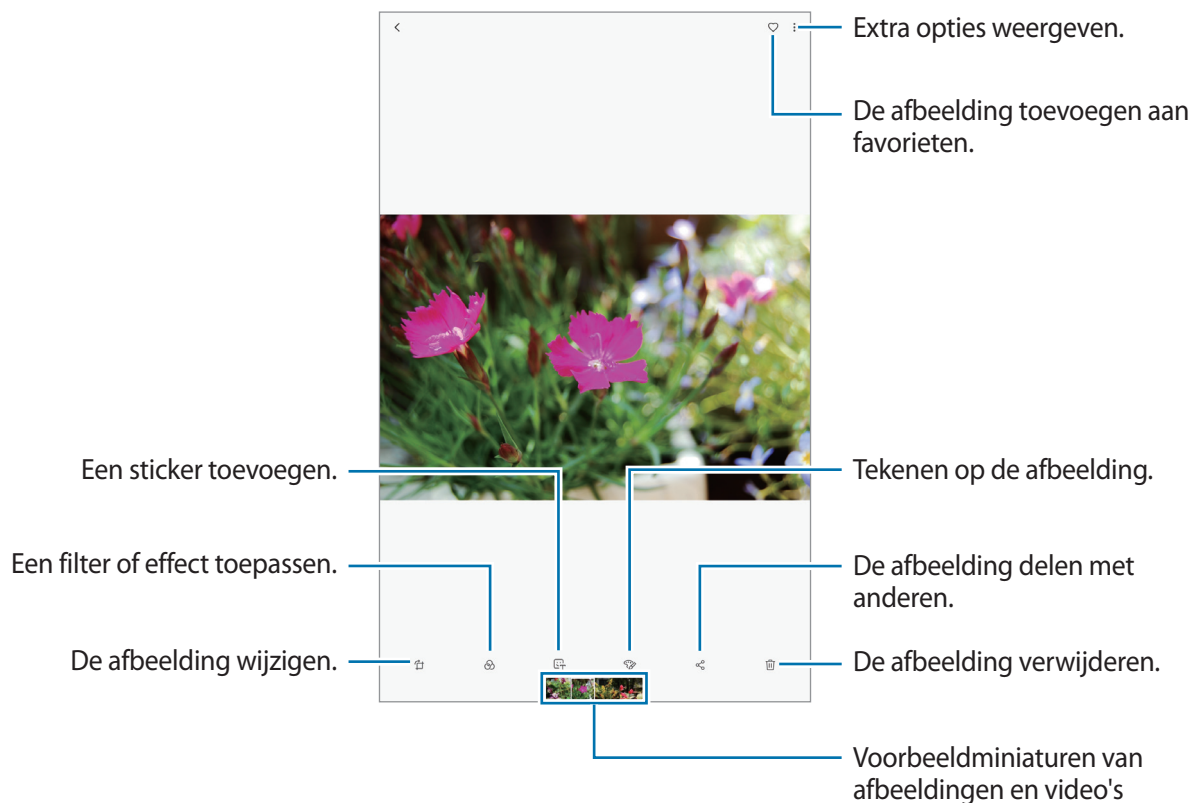 Extra opties weergeven.
De afbeelding toevoegen aan
favorieten.
Een sticker toevoegen.
Tekenen op de afbeelding.
Een filter of effect toepassen.
De afbeelding delen met
anderen.
De afbeelding wijzigen.
De afbeelding verwijderen.
Voorbeeldminiaturen van
afbeeldingen en video's